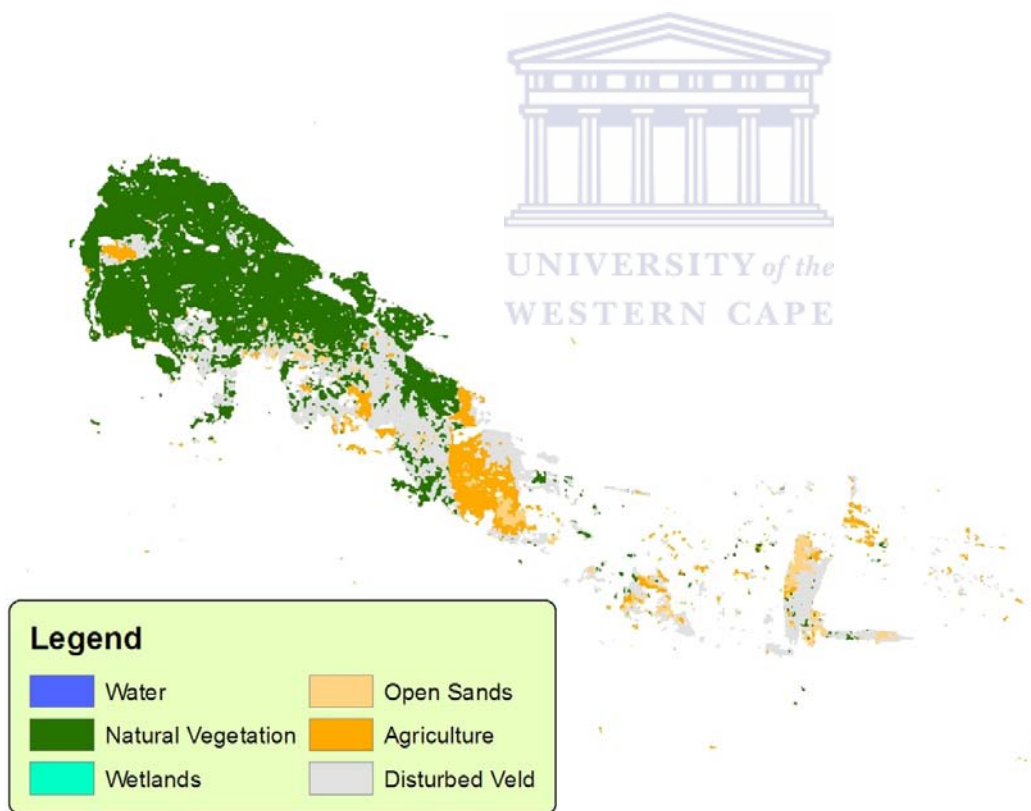 UNIVERSITY of the
WESTERN CAPE
Legend
Water
Natural Vegetation
Wetlands
Open Sands
Agriculture
Disturbed Veld